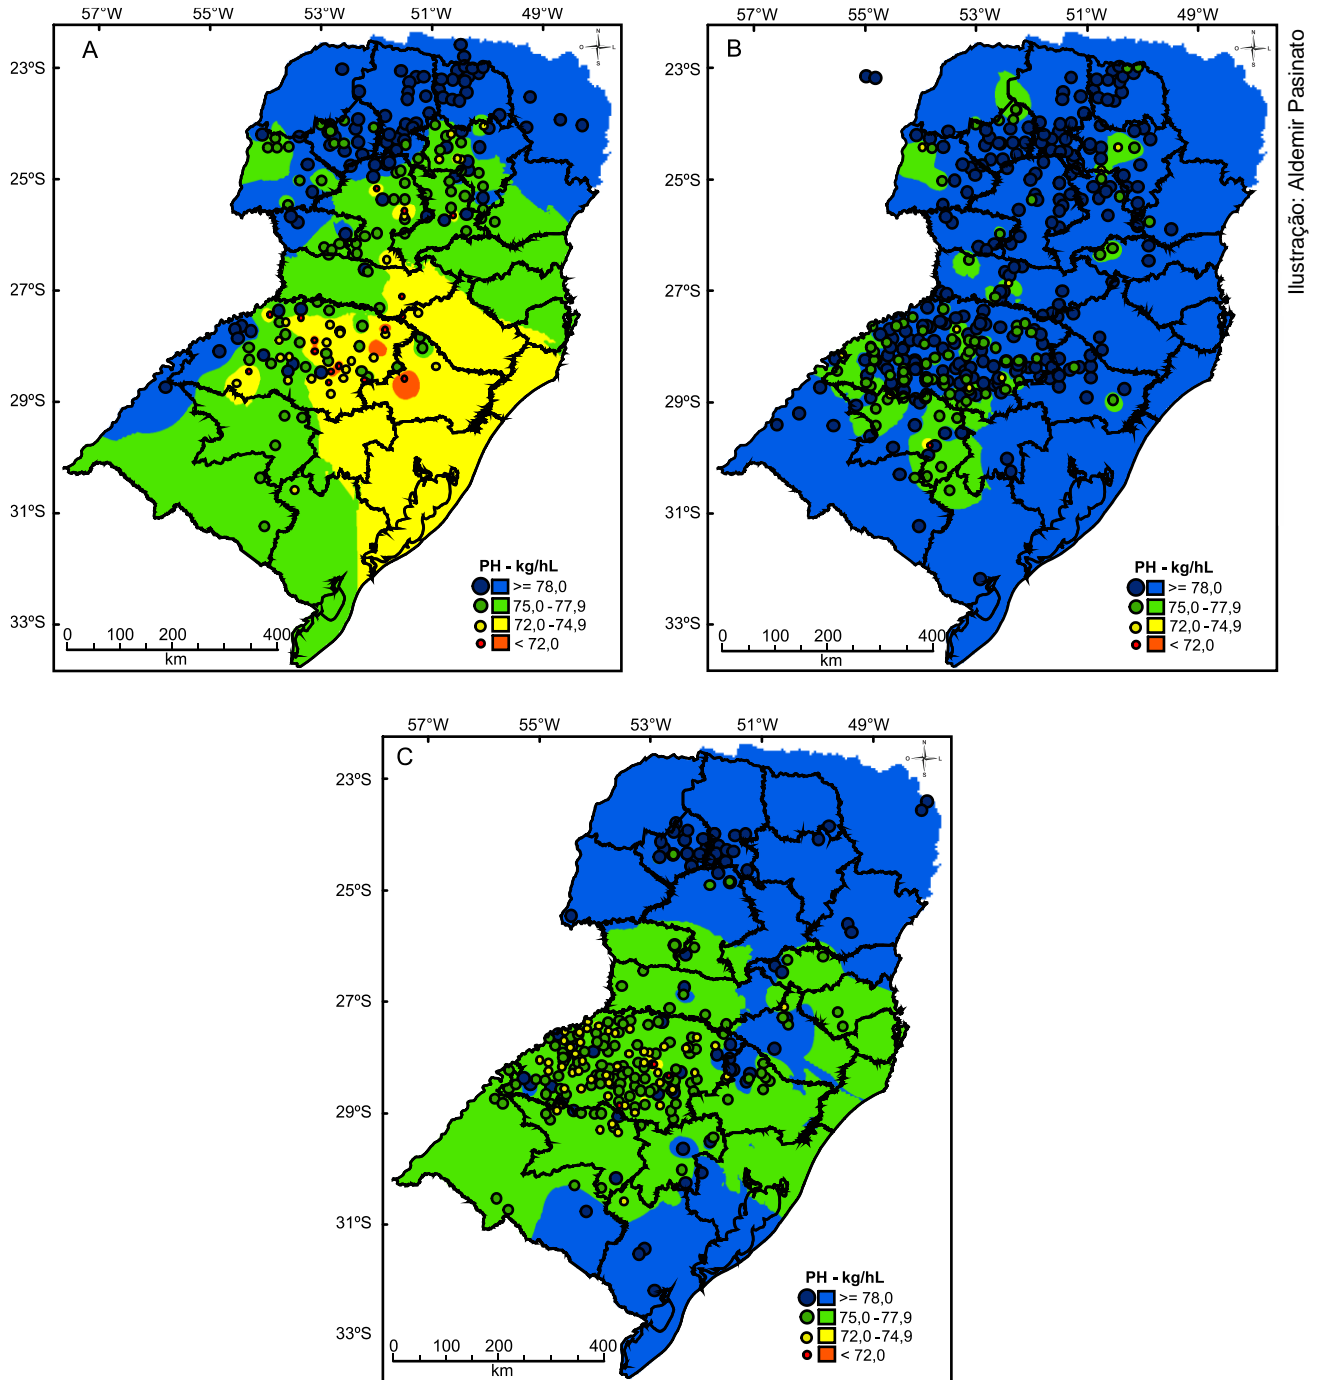 57°W 55°W 53°W 51°W 49°W
A
N
O L
S
23°S
25°S
27°S
29°S
31°S
33°S
PH - kg/hL
>= 78,0
75,0 -77,9
72,0 -74,9
< 72,0
0 100 200 400
km
57°W 55°W 53°W 51°W 49°W
B
N
O L
S
23°S
25°S
27°S
29°S
31°S
33°S
PH - kg/hL
>= 78,0
75,0 -77,9
72,0 -74,9
< 72,0
0 100 200 400
km
Ilustração: Aldemir Pasinato
57°W 55°W 53°W 51°W 49°W
C
N
O L
S
23°S
25°S
27°S
29°S
31°S
33°S
PH - kg/hL
>= 78,0
75,0 -77,9
72,0 -74,9
< 72,0
0 100 200 400
km